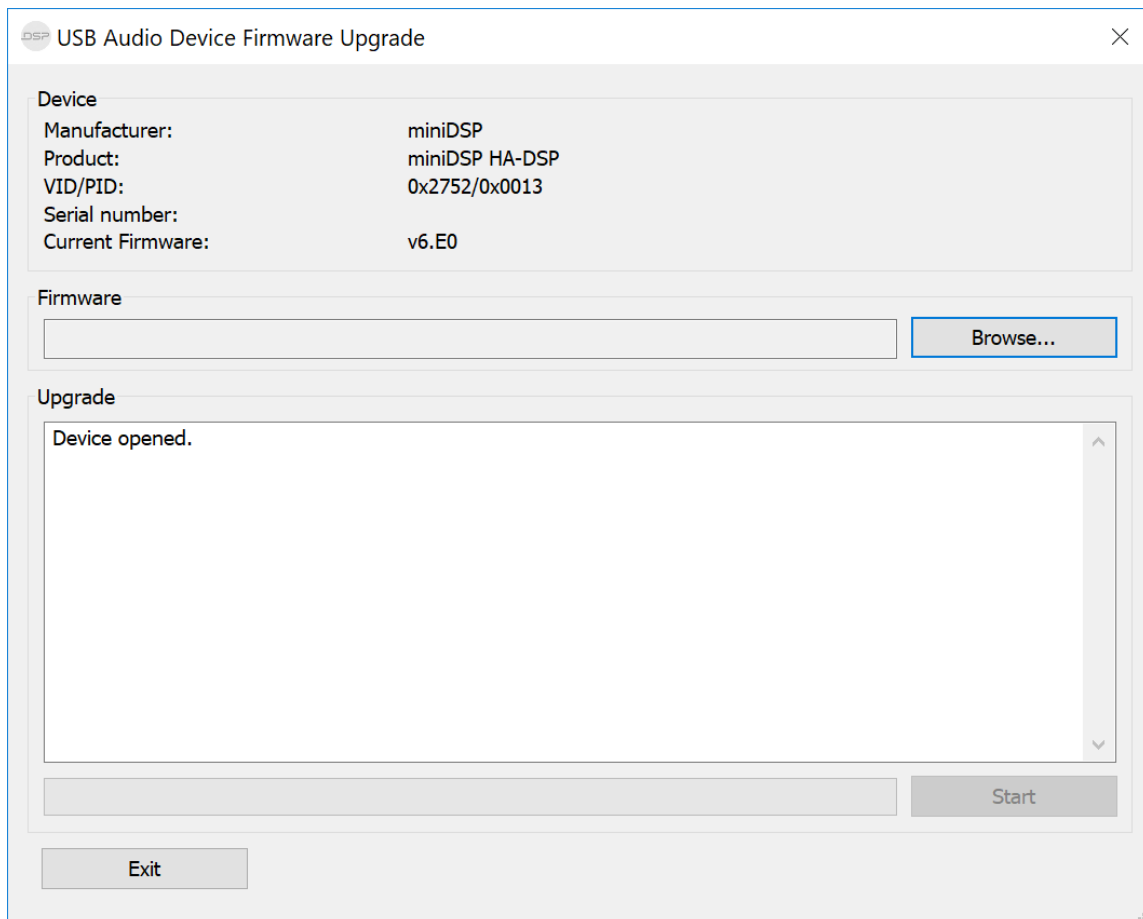 DSP USB Audio Device Firmware Upgrade
Device
Manufacturer: miniDSP
Product: miniDSP HA-DSP
VID/PID: 0x2752/0x0013
Serial number:
Current Firmware: v6.E0
Firmware
Browse...
Upgrade
Device opened.
Start
Exit